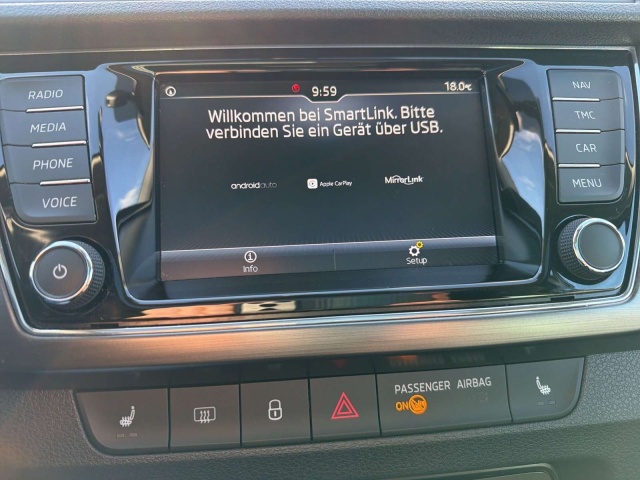 RADIO
MEDIA
PHONE
VOICE
9:59
18.0°C
Willkommen bei SmartLink. Bitte
verbinden Sie ein Gerät über USB.
androidauto
Apple CarPlay
MirrorLink
Info
Setup
NAV
TMC
CAR
MENU
PASSENGER AIRBAG
ON